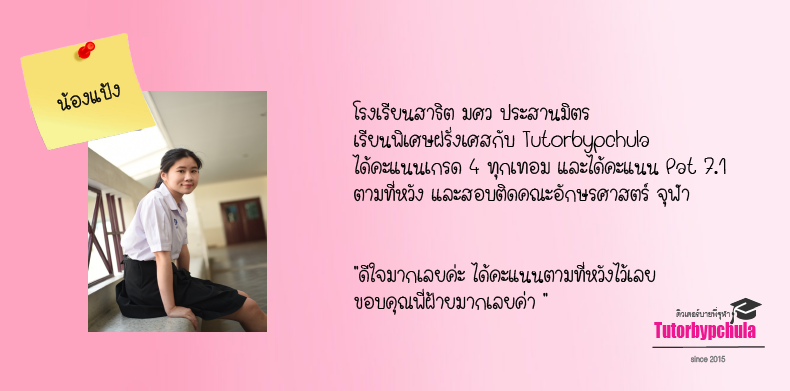 น้องแป้ง
โรงเรียนสาธิต มศว ประสานมิตร
เรียนพิเศษฝรั่งเศสกับ Tutorbypchula
ได้คะแนนเกรด 4 ทุกเทอม และได้คะแนน Pat 7.1
ตามที่หวัง และสอบติดคณะอักษรศาสตร์ จุฬา
"ดีใจมากเลยค่ะ ได้คะแนนตามที่หวังไว้เลย
ขอบคุณพี่ฝ้ายมากเลยค่า "
ติวเตอร์บายพี่จุฬา
Tutorbypchula
since 2015